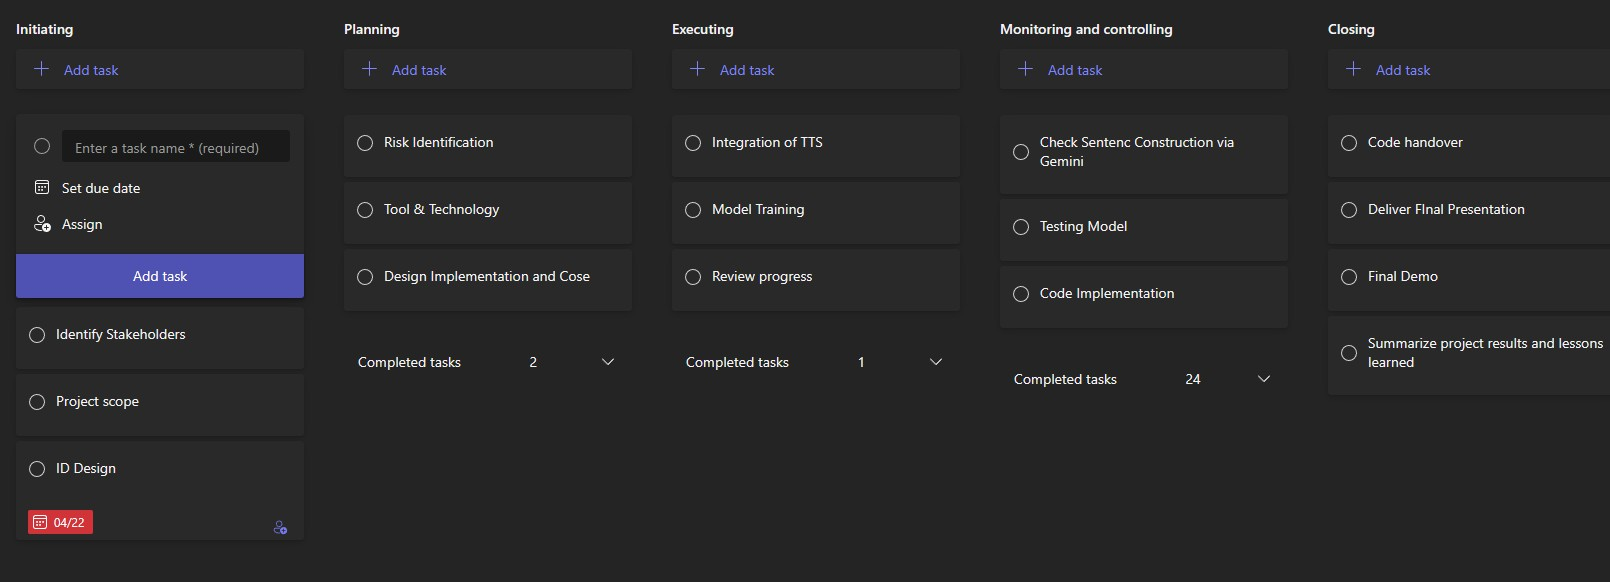 Initiating
Add task
Enter a task name * (required)
Set due date
Assign
Add task
Identify Stakeholders
Project scope
ID Design
04/22
Planning
Add task
Risk Identification
Tool & Technology
Design Implementation and Cose
Completed tasks 2
Executing
Add task
Integration of TTS
Model Training
Review progress
Completed tasks 1
Monitoring and controlling
Add task
Check Sentenc Construction via
Gemini
Testing Model
Code Implementation
Completed tasks 24
Closing
Add task
Code handover
Deliver FInal Presentation
Final Demo
Summarize project results and lessons
learned